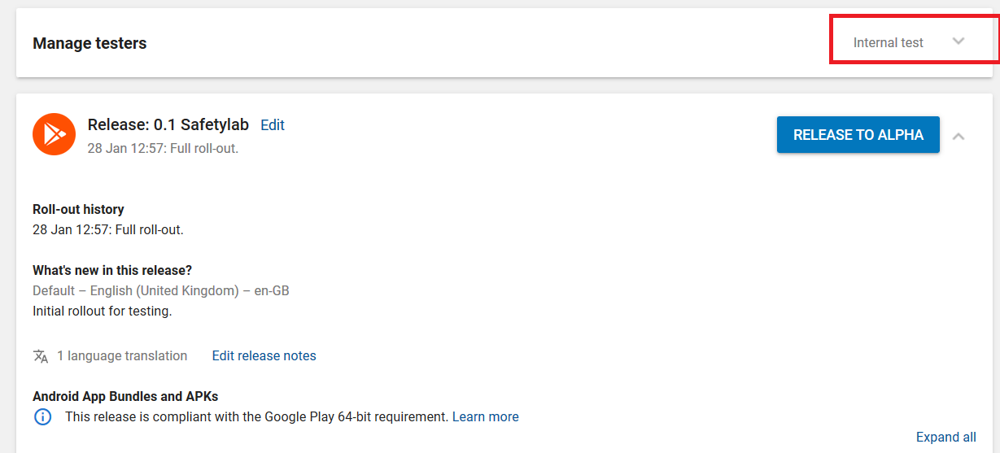 Manage testers
Internal test
Release: 0.1 Safetylab Edit
RELEASE TO ALPHA
28 Jan 12:57: Full roll-out.
Roll-out history
28 Jan 12:57: Full roll-out.
What's new in this release?
Default – English (United Kingdom) – en-GB
Initial rollout for testing.
1 language translation Edit release notes
Android App Bundles and APKs
This release is compliant with the Google Play 64-bit requirement. Learn more
Expand all